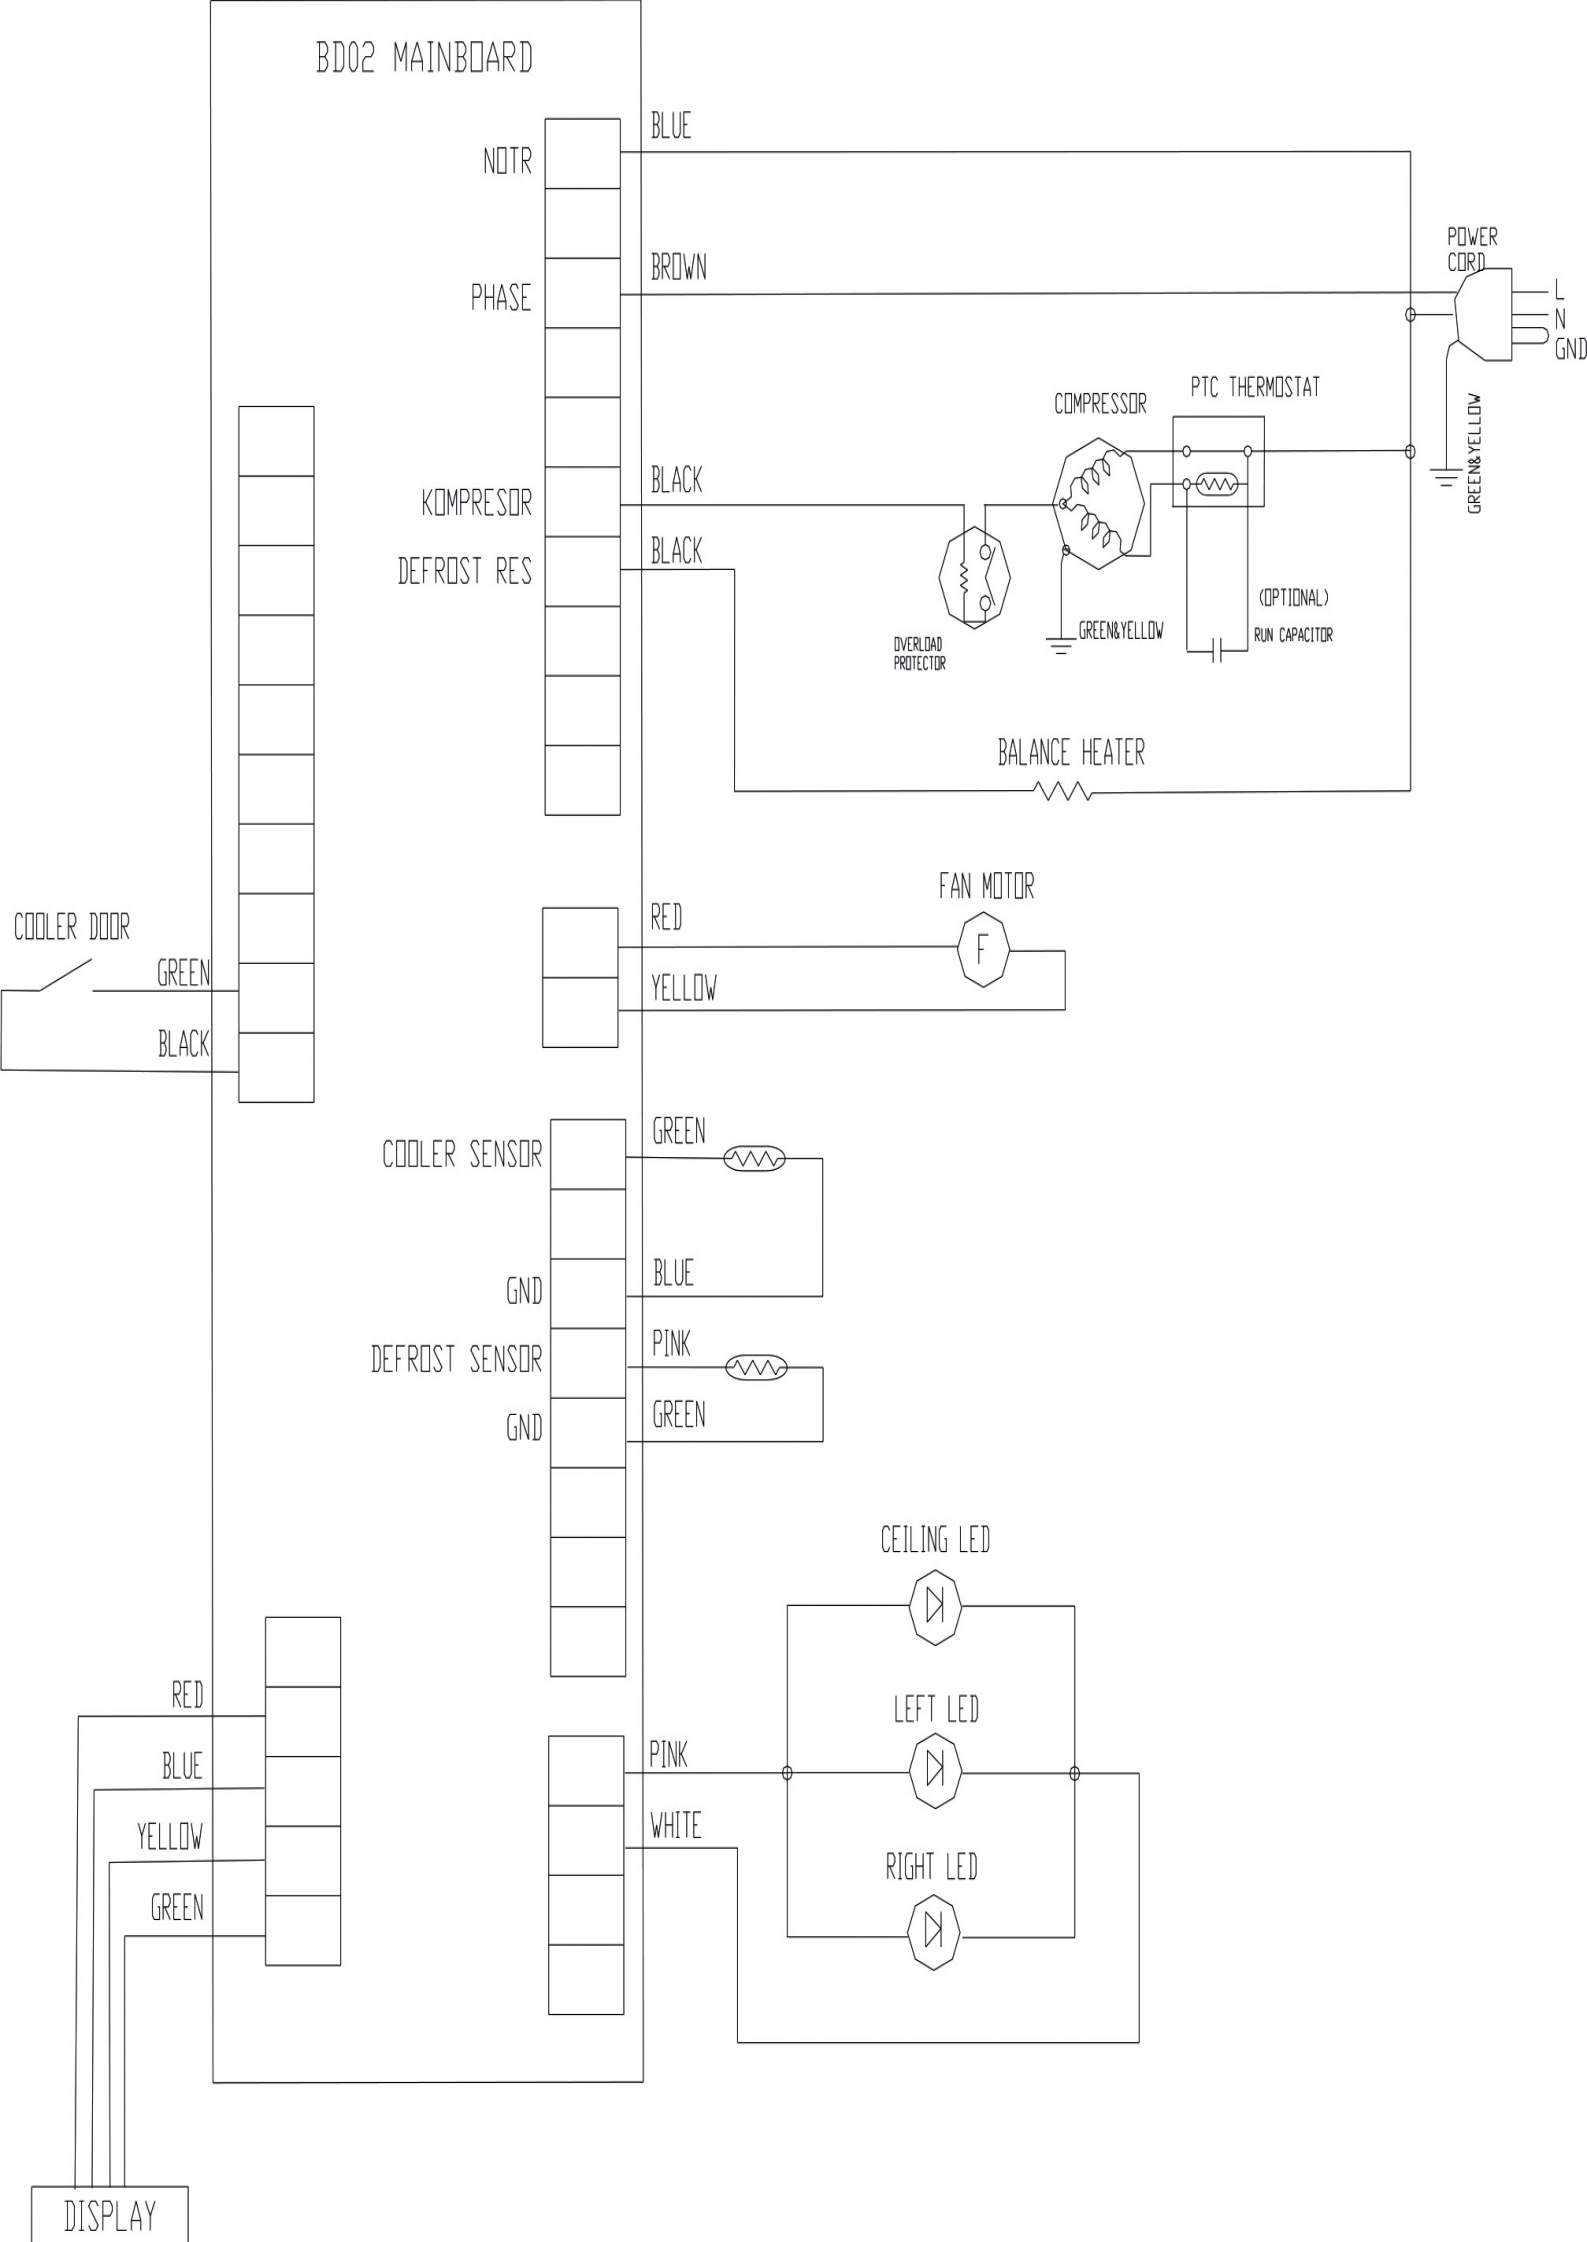 BD02 MAINBOARD
BLUE
NOTR
POWER
CORD
BROWN
PHASE
L
N
GND
GREEN&YELLOW
PTC THERMOSTAT
COMPRESSOR
BLACK
KOMPRESOR
BLACK
DEFROST RES
(OPTIONAL)
RUN CAPACITOR
GREEN&YELLOW
OVERLOAD
PROTECTOR
BALANCE HEATER
FAN MOTOR
F
RED
YELLOW
COOLER DOOR
GREEN
BLACK
GREEN
COOLER SENSOR
BLUE
GND
PINK
DEFROST SENSOR
GREEN
GND
CEILING LED
LEFT LED
RIGHT LED
PINK
WHITE
RED
BLUE
YELLOW
GREEN
DISPLAY